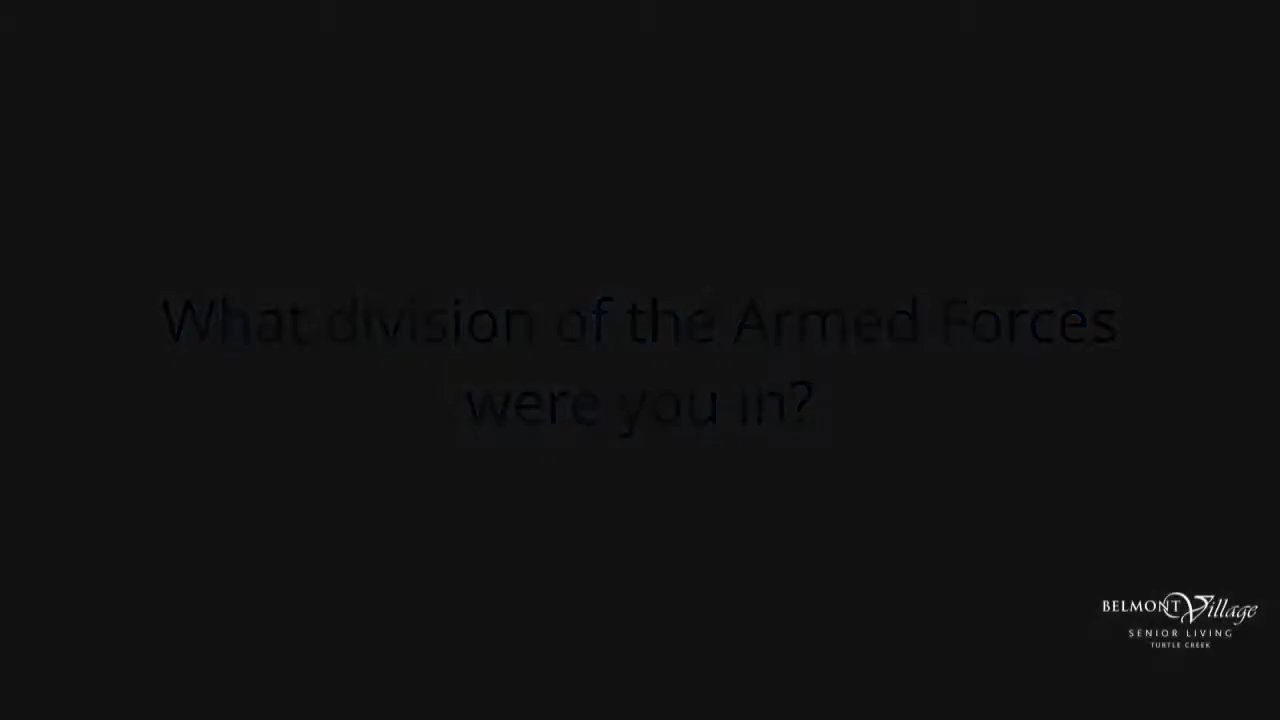 What division of the Armed Forces
were you in?
BELMONT Village
SENIOR LIVING
TURTLE CREEK